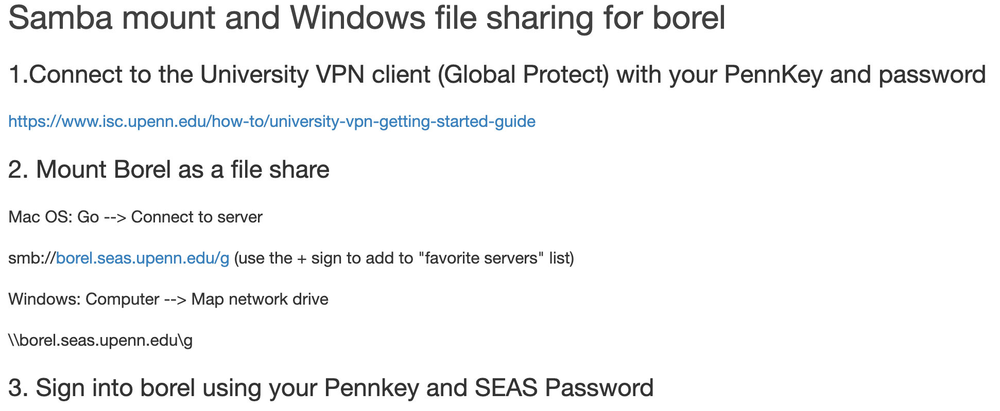 Samba mount and Windows file sharing for borel
1.Connect to the University VPN client (Global Protect) with your PennKey and password
https://www.isc.upenn.edu/how-to/university-vpn-getting-started-guide
2. Mount Borel as a file share
Mac OS: Go --> Connect to server
smb://borel.seas.upenn.edu/g (use the + sign to add to "favorite servers" list)
Windows: Computer --> Map network drive
\\borel.seas.upenn.edu\g
3. Sign into borel using your Pennkey and SEAS Password